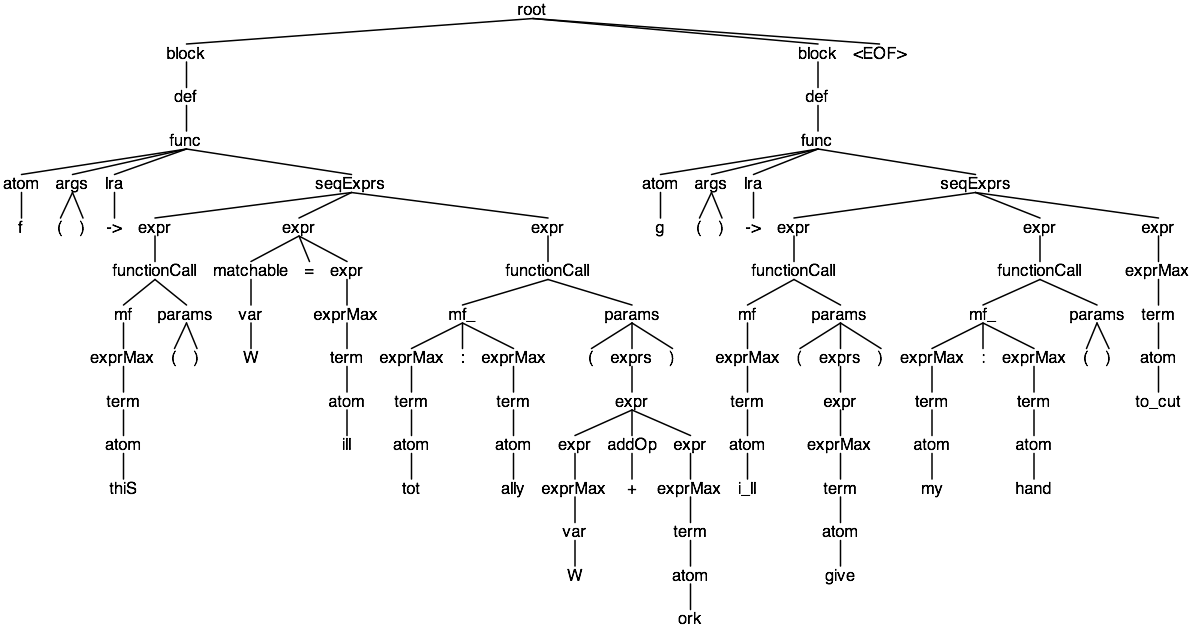 root
block block <EOF>
def def
func func
atom args lra seqExprs atom args lra seqExprs
f ( ) -> expr expr expr g ( ) -> expr expr expr
functionCall matchable = expr functionCall functionCall functionCall exprMax
mf params var exprMax mf_ params mf params mf_ params term
exprMax ( ) W term exprMax : exprMax ( exprs ) exprMax ( exprs ) exprMax : exprMax ( ) atom
term atom term term expr term expr term term to_cut
atom ill atom atom expr addOp expr atom exprMax atom atom
thiS tot ally exprMax + exprMax i_ll term my hand
var term atom
W atom give
ork